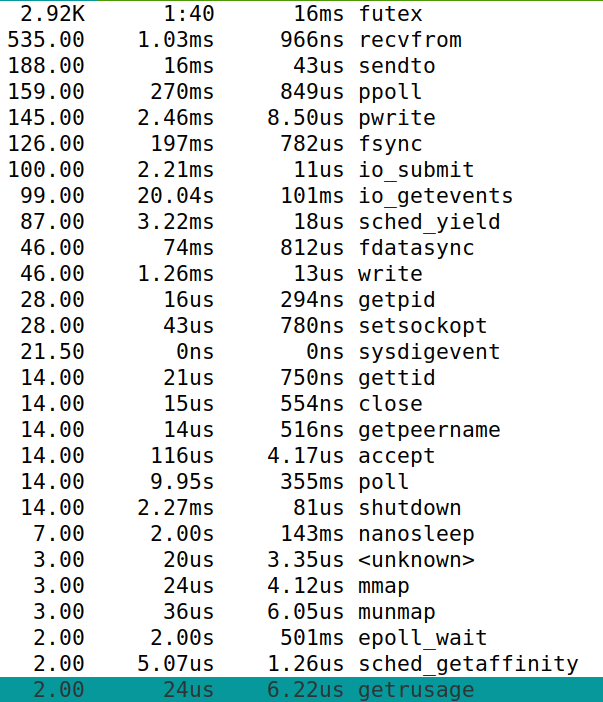 2.92K 1:40 16ms futex
535.00 1.03ms 966ns recvfrom
188.00 16ms 43us sendto
159.00 270ms 849us ppoll
145.00 2.46ms 8.50us pwrite
126.00 197ms 782us fsync
100.00 2.21ms 11us io_submit
99.00 20.04s 101ms io_getevents
87.00 3.22ms 18us sched_yield
46.00 74ms 812us fdatasync
46.00 1.26ms 13us write
28.00 16us 294ns getpid
28.00 43us 780ns setsockopt
21.50 0ns 0ns sysdigevent
14.00 21us 750ns gettid
14.00 15us 554ns close
14.00 14us 516ns getpeername
14.00 116us 4.17us accept
14.00 9.95s 355ms poll
14.00 2.27ms 81us shutdown
7.00 2.00s 143ms nanosleep
3.00 20us 3.35us <unknown>
3.00 24us 4.12us mmap
3.00 36us 6.05us munmap
2.00 2.00s 501ms epoll_wait
2.00 5.07us 1.26us sched_getaffinity
2.00 24us 6.22us getrusage